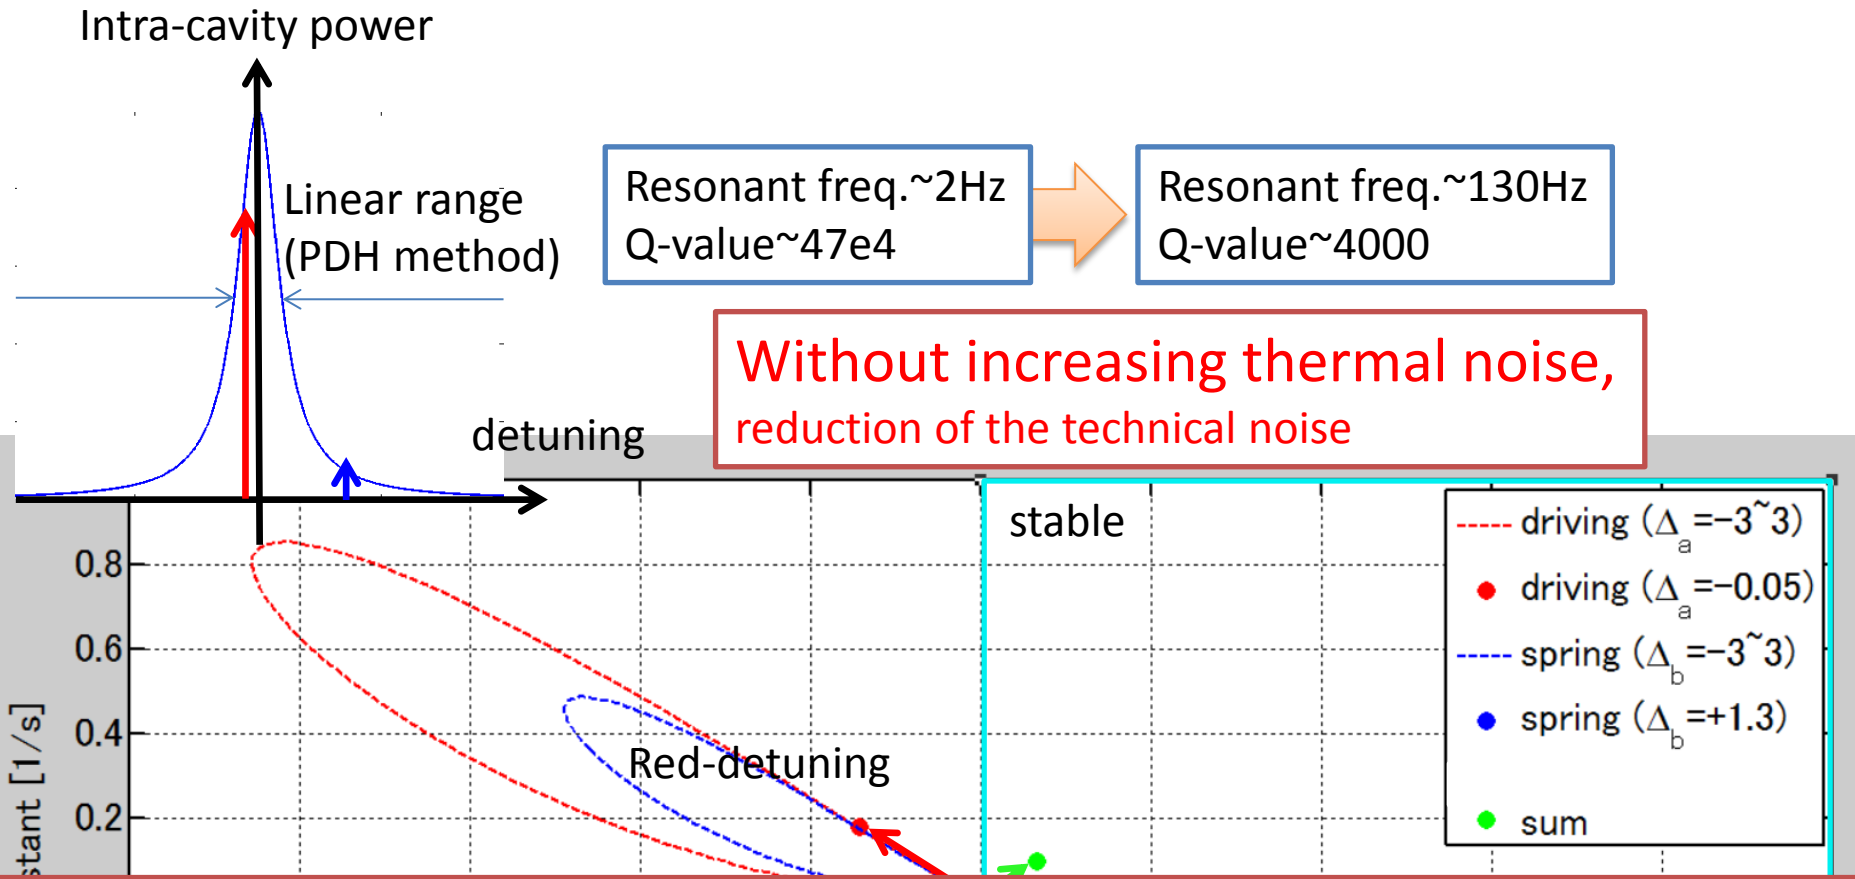 Intra-cavity power
Linear range
(PDH method)
Resonant freq.~2Hz
Q-value~47e4
Resonant freq.~130Hz
Q-value~4000
Without increasing thermal noise,
reduction of the technical noise
detuning
stable
driving (Δa=-3~3)
driving (Δa=-0.05)
spring (Δb=-3~3)
spring (Δb=+1.3)
sum
0.8
0.6
0.4
0.2
Red-detuning
stant [1/s]